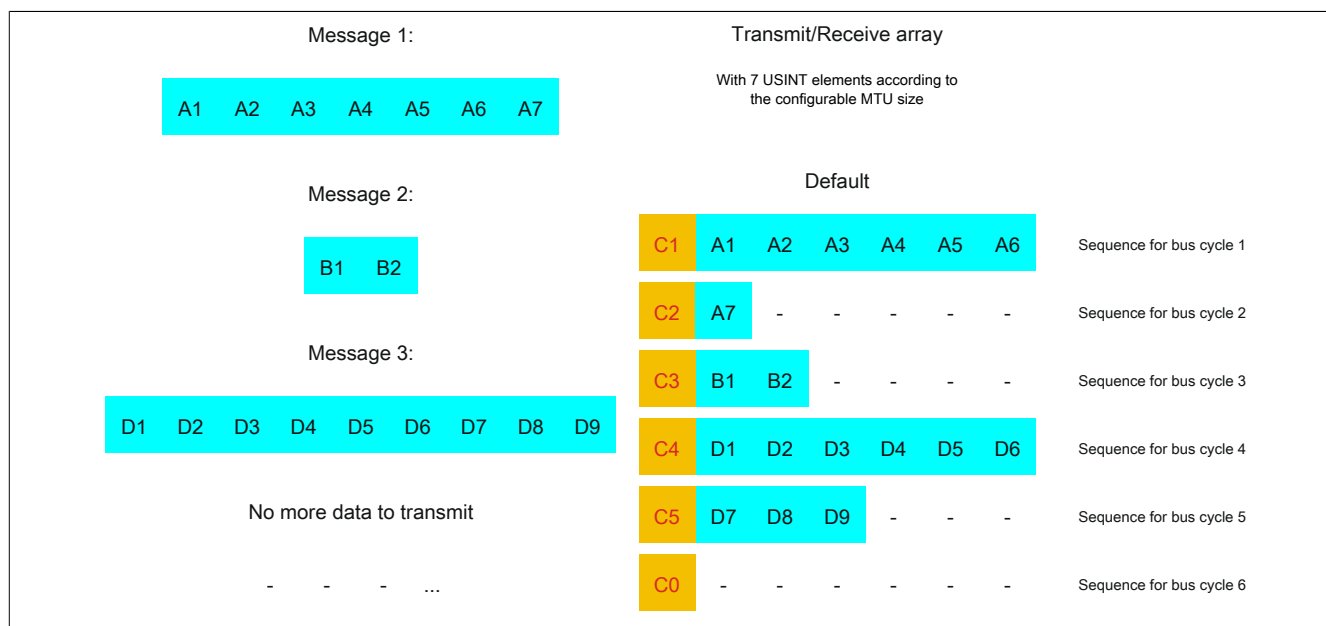 Message 1:
A1 A2 A3 A4 A5 A6 A7
Message 2:
B1 B2
Message 3:
D1 D2 D3 D4 D5 D6 D7 D8 D9
No more data to transmit
- - - ...
Transmit/Receive array
With 7 USINT elements according to
the configurable MTU size
Default
C1 A1 A2 A3 A4 A5 A6 Sequence for bus cycle 1
C2 A7 - - - - - Sequence for bus cycle 2
C3 B1 B2 - - - - Sequence for bus cycle 3
C4 D1 D2 D3 D4 D5 D6 Sequence for bus cycle 4
C5 D7 D8 D9 - - - Sequence for bus cycle 5
C0 - - - - - - Sequence for bus cycle 6